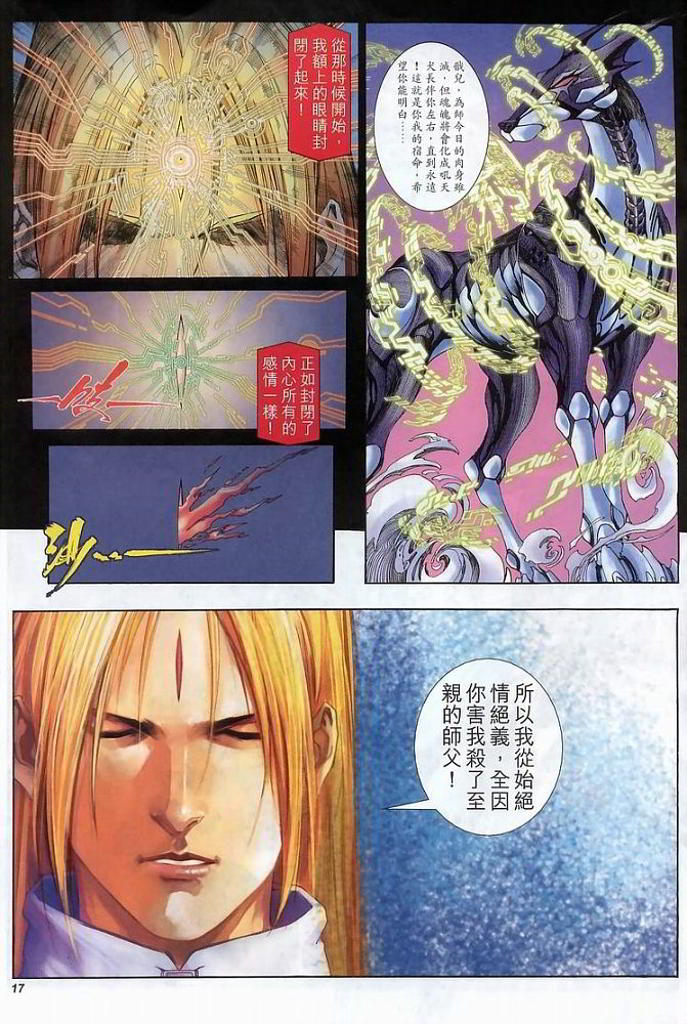 戩兒，為師今日的肉身雖
滅，但魂魄將會化成吼天
犬長伴你左右，直到永遠
！這就是你我的宿命，希
望你能明白……
從那時候開始，
我額上的眼睛封
閉了起來！
正如封閉了
內心所有的
感情一樣！
沙
所以我從始絕
情絕義，全因
你害我殺了至
親的師父！
17